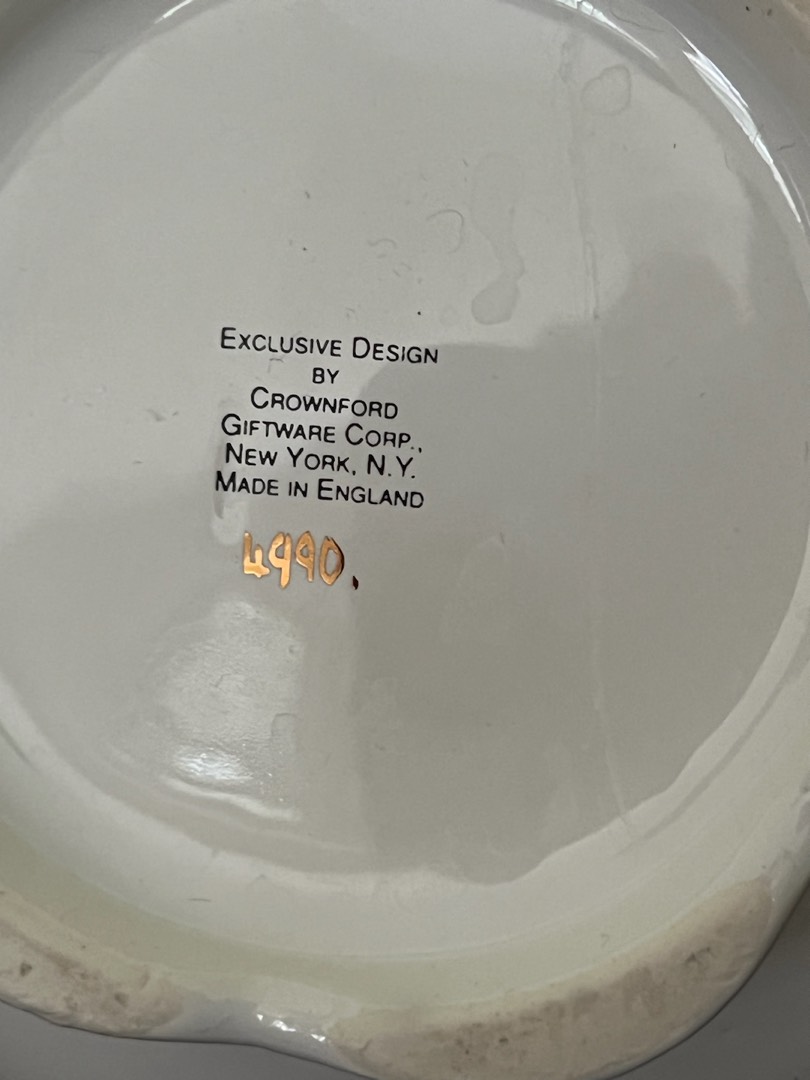 EXCLUSIVE DESIGN
BY
CROWNFORD
GIFTWARE CORP.,
NEW YORK, N.Y.
MADE IN ENGLAND
4990.